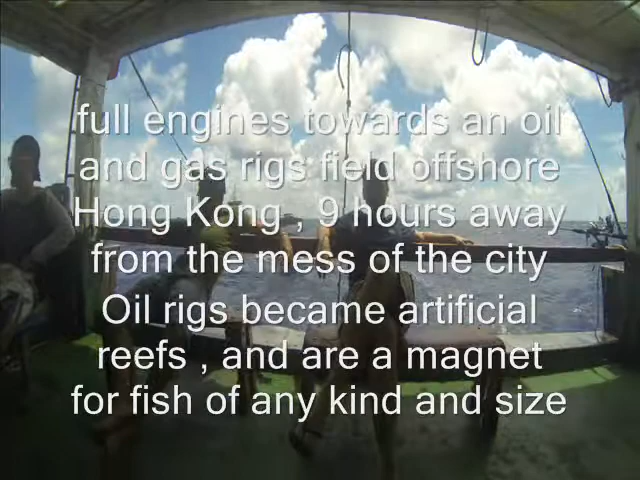 full engines towards an oil
and gas rigs field offshore
Hong Kong , 9 hours away
from the mess of the city
Oil rigs became artificial
reefs , and are a magnet
for fish of any kind and size